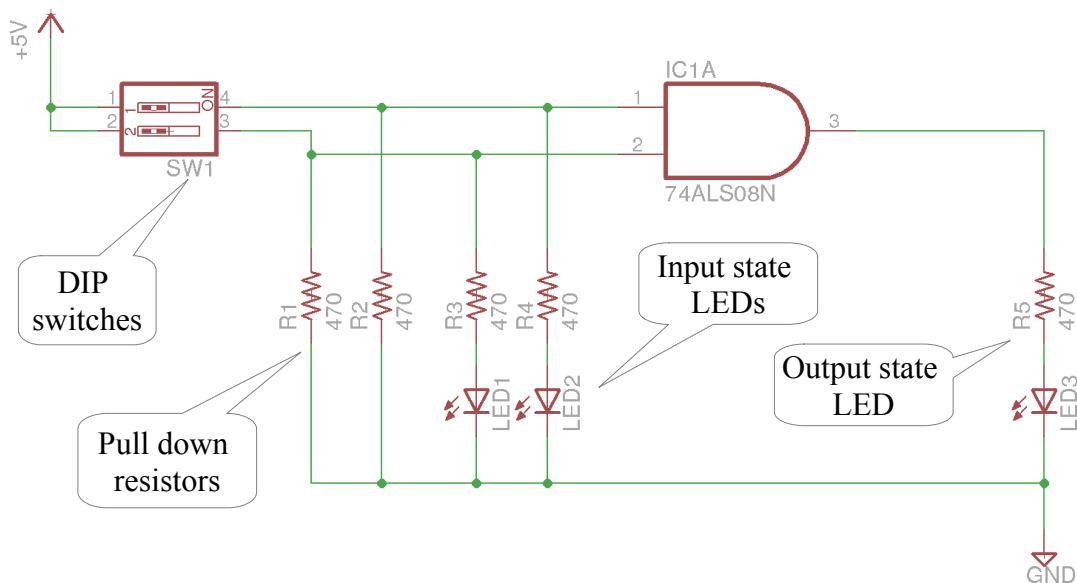 +5V
IC1A
1
2
1
2
ON
4
3
SW1
1
2
3
74ALS08N
DIP
switches
Input state
LEDs
R1
470
R2
470
R3
470
R4
470
R5
470
Output state
LED
LED1
LED2
LED3
Pull down
resistors
GND